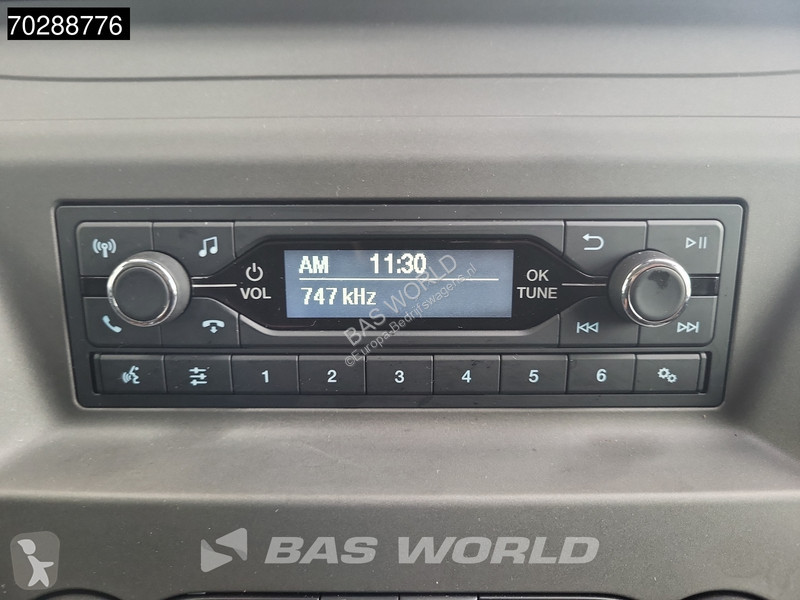 70288776
AM 11:30
747 kHz
VOL
OK
TUNE
1 2 3 4 5 6
BAS WORLD
©Europa-Bedrijfswagens.nl
BAS WORLD